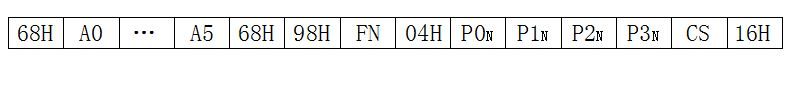 68H A0 … A5 68H 98H FN 04H P0N P1N P2N P3N CS 16H